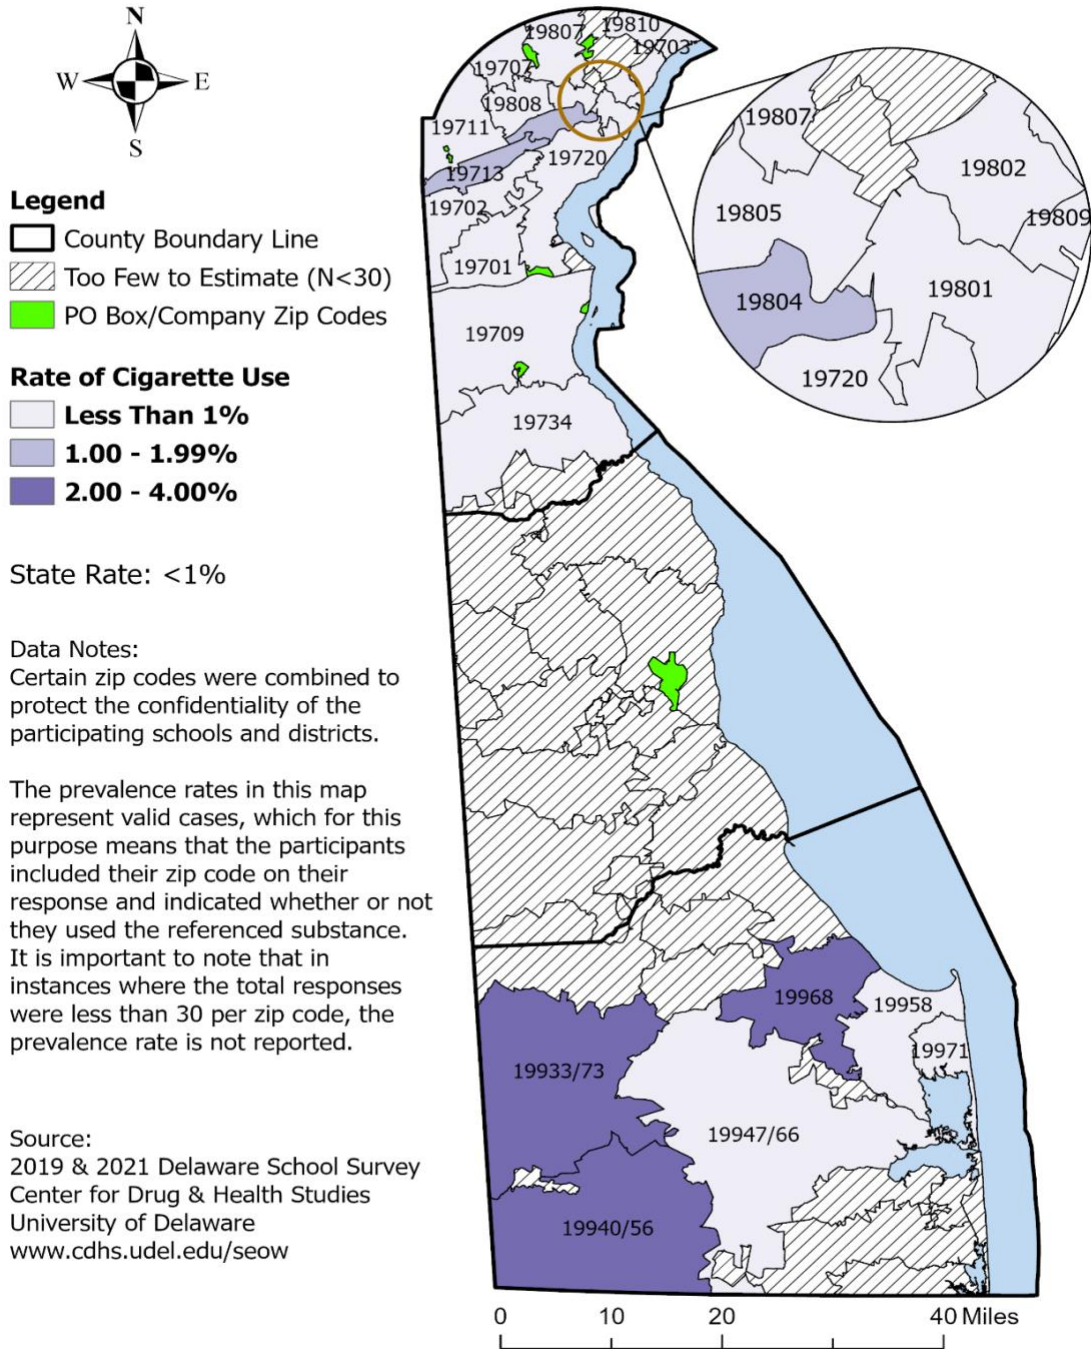 N
W E
S
Legend
County Boundary Line
Too Few to Estimate (N<30)
PO Box/Company Zip Codes
Rate of Cigarette Use
Less Than 1%
1.00 - 1.99%
2.00 - 4.00%
State Rate: <1%
Data Notes:
Certain zip codes were combined to
protect the confidentiality of the
participating schools and districts.
The prevalence rates in this map
represent valid cases, which for this
purpose means that the participants
included their zip code on their
response and indicated whether or not
they used the referenced substance.
It is important to note that in
instances where the total responses
were less than 30 per zip code, the
prevalence rate is not reported.
Source:
2019 & 2021 Delaware School Survey
Center for Drug & Health Studies
University of Delaware
www.cdhs.udel.edu/seow
19807
19810
19703
19707
19808
19711
19720
19713
19702
19701
19709
19734
19807
19802
19805
19809
19804
19801
19720
19968
19958
19971
19933/73
19947/66
19940/56
0 10 20 40 Miles